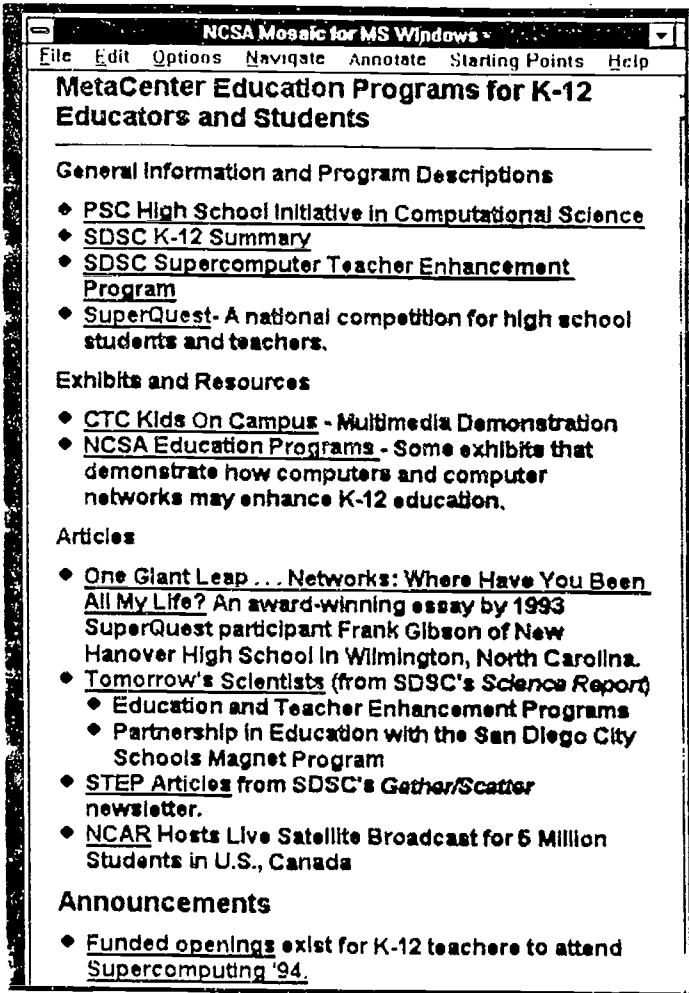 NCSA Mosaic for MS Windows
File Edit Options Navigate Annotate Starting Points Help
MetaCenter Education Programs for K-12
Educators and Students
General Information and Program Descriptions
◆ PSC High School Initiative in Computational Science
◆ SDSC K-12 Summary
◆ SDSC Supercomputer Teacher Enhancement
Program
◆ SuperQuest- A national competition for high school
students and teachers.
Exhibits and Resources
◆ CTC Kids On Campus - Multimedia Demonstration
◆ NCSA Education Programs - Some exhibits that
demonstrate how computers and computer
networks may enhance K-12 education.
Articles
◆ One Giant Leap . . . Networks: Where Have You Been
All My Life? An award-winning essay by 1993
SuperQuest participant Frank Gibson of New
Hanover High School in Wilmington, North Carolina.
◆ Tomorrow's Scientists (from SDSC's Science Report)
◆ Education and Teacher Enhancement Programs
◆ Partnership in Education with the San Diego City
Schools Magnet Program
◆ STEP Articles from SDSC's Gather/Scatter
newsletter.
◆ NCAR Hosts Live Satellite Broadcast for 5 Million
Students in U.S., Canada
Announcements
◆ Funded openings exist for K-12 teachers to attend
Supercomputing '94.